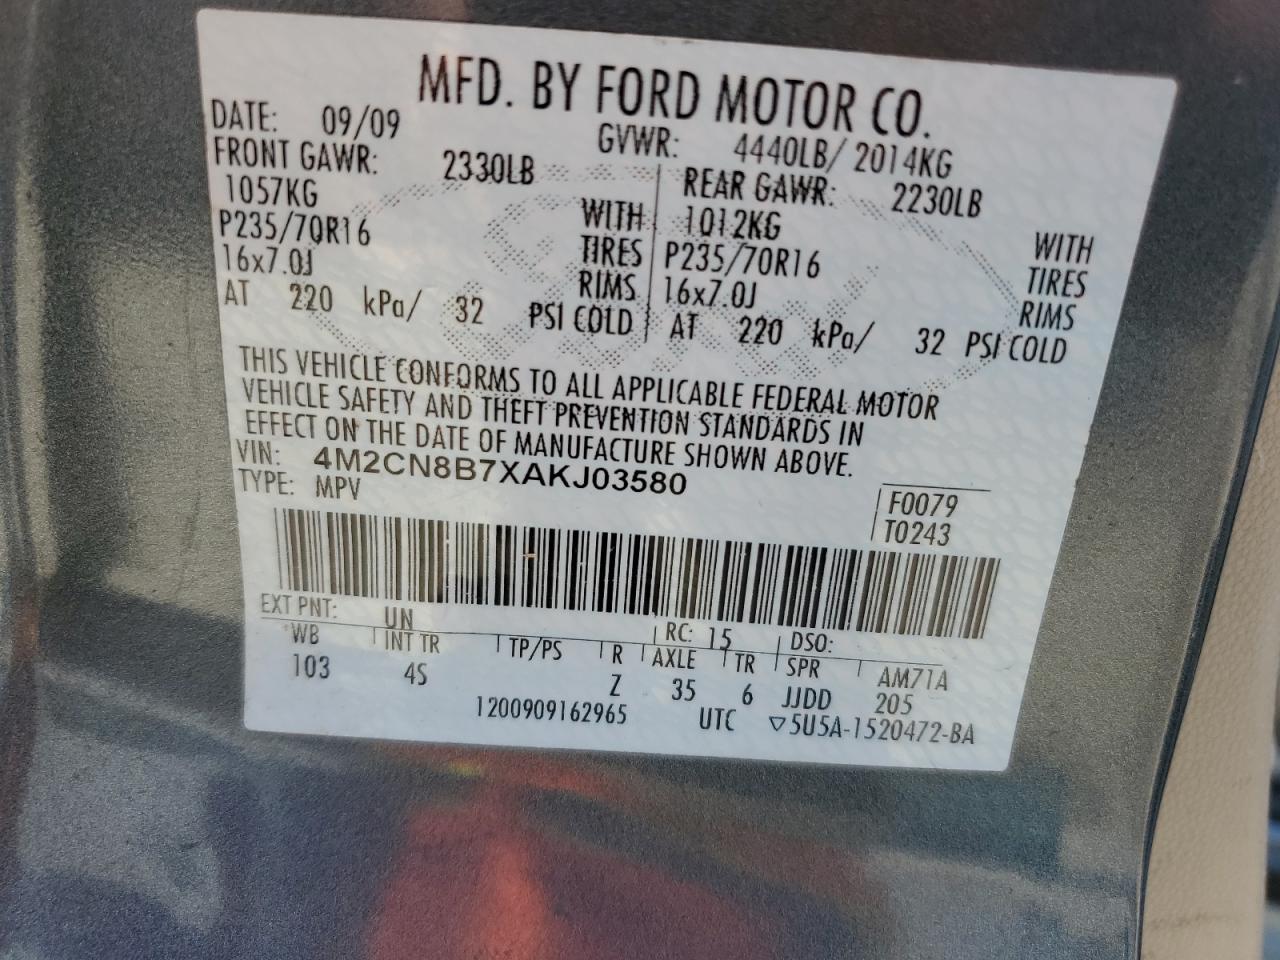 MFD. BY FORD MOTOR CO.
DATE: 09/09 GVWR: 4440LB/ 2014KG
FRONT GAWR: 2330LB REAR GAWR: 2230LB
1057KG WITH 1012KG WITH
P235/70R16 TIRES P235/70R16 TIRES
16x7.0J RIMS 16x7.0J RIMS
AT 220 kPa/ 32 PSI COLD AT 220 kPa/ 32 PSI COLD
THIS VEHICLE CONFORMS TO ALL APPLICABLE FEDERAL MOTOR
VEHICLE SAFETY AND THEFT PREVENTION STANDARDS IN
EFFECT ON THE DATE OF MANUFACTURE SHOWN ABOVE.
VIN: 4M2CN8B7XAKJ03580
TYPE: MPV F0079
T0243
EXT PNT: UN RC: 15 DSO:
WB INT TR TP/PS R AXLE TR SPR AM71A
103 4S Z 35 6 JJDD 205
1200909162965 UTC ▽5U5A-1520472-BA